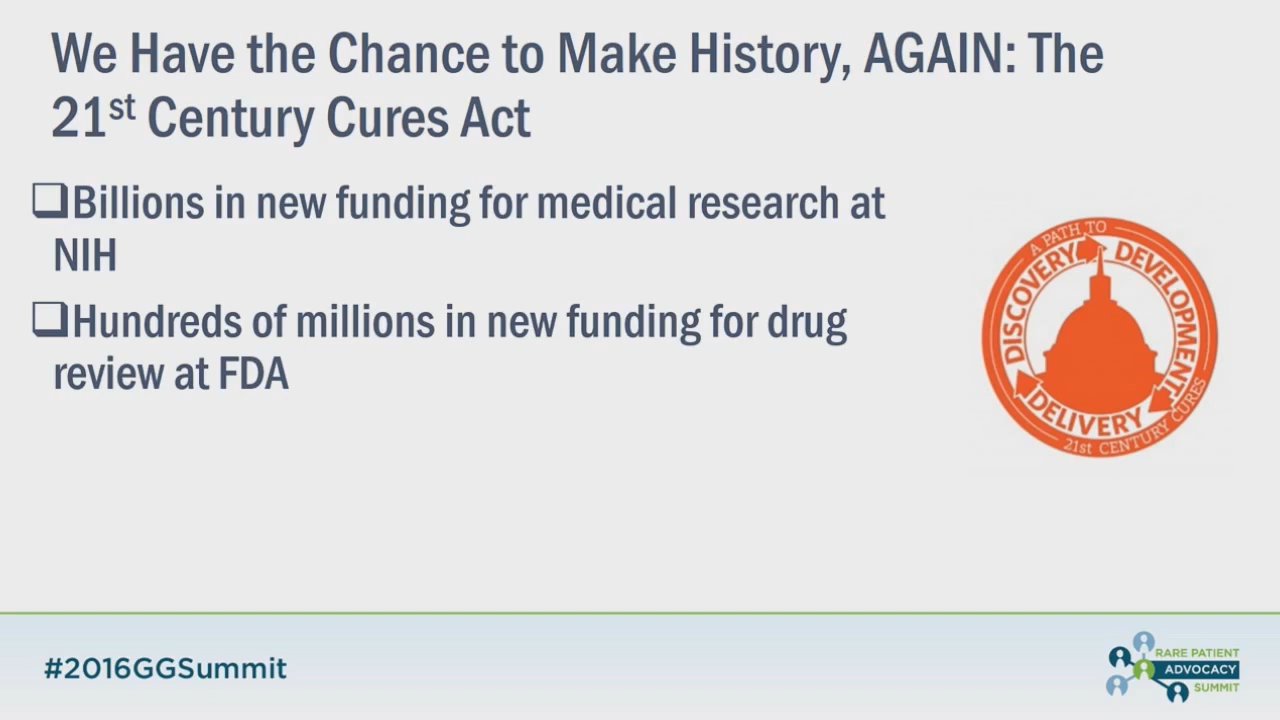 We Have the Chance to Make History, AGAIN: The
21st Century Cures Act
❑Billions in new funding for medical research at
NIH
❑Hundreds of millions in new funding for drug
review at FDA
A PATH TO
DISCOVERY
DEVELOPMENT
DELIVERY
21st CENTURY CURES
#2016GGSummit
RARE PATIENT
ADVOCACY
SUMMIT